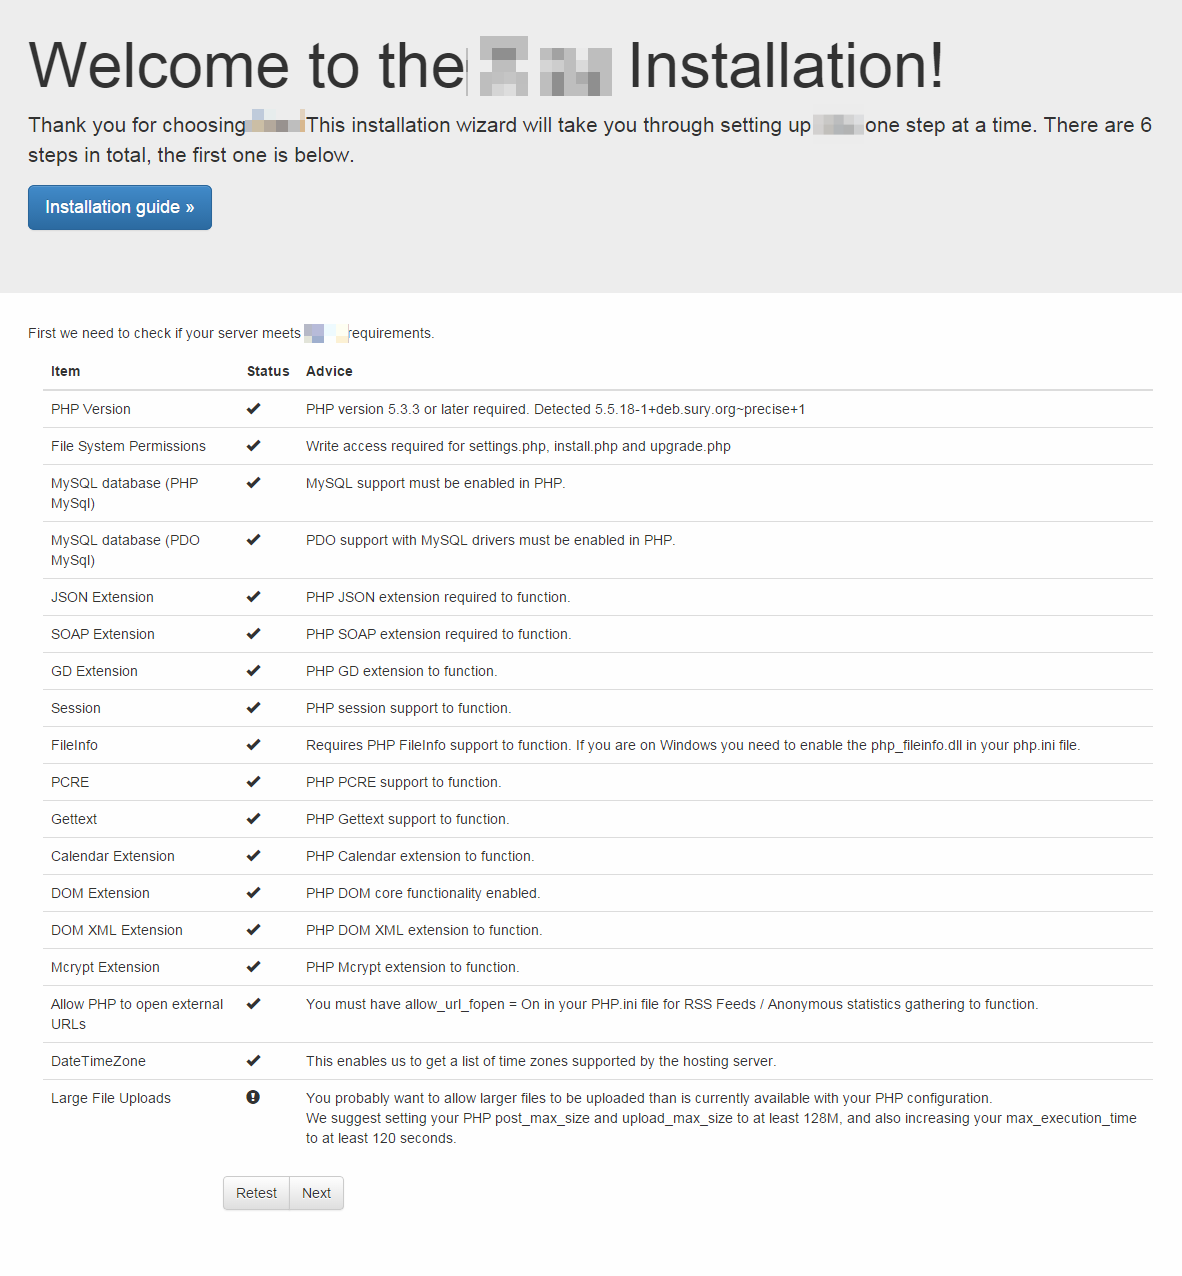 Welcome to the Installation!
Thank you for choosing This installation wizard will take you through setting up one step at a time. There are 6
steps in total, the first one is below.
Installation guide »
First we need to check if your server meets requirements.
Item Status Advice
PHP Version PHP version 5.3.3 or later required. Detected 5.5.18-1+deb.sury.org~precise+1
File System Permissions Write access required for settings.php, install.php and upgrade.php
MySQL database (PHP MySQL support must be enabled in PHP.
MySql)
MySQL database (PDO PDO support with MySQL drivers must be enabled in PHP.
MySql)
JSON Extension PHP JSON extension required to function.
SOAP Extension PHP SOAP extension required to function.
GD Extension PHP GD extension to function.
Session PHP session support to function.
FileInfo Requires PHP FileInfo support to function. If you are on Windows you need to enable the php_fileinfo.dll in your php.ini file.
PCRE PHP PCRE support to function.
Gettext PHP Gettext support to function.
Calendar Extension PHP Calendar extension to function.
DOM Extension PHP DOM core functionality enabled.
DOM XML Extension PHP DOM XML extension to function.
Mcrypt Extension PHP Mcrypt extension to function.
Allow PHP to open external You must have allow_url_fopen = On in your PHP.ini file for RSS Feeds / Anonymous statistics gathering to function.
URLs
DateTimeZone This enables us to get a list of time zones supported by the hosting server.
Large File Uploads You probably want to allow larger files to be uploaded than is currently available with your PHP configuration.
We suggest setting your PHP post_max_size and upload_max_size to at least 128M, and also increasing your max_execution_time
to at least 120 seconds.
Retest Next